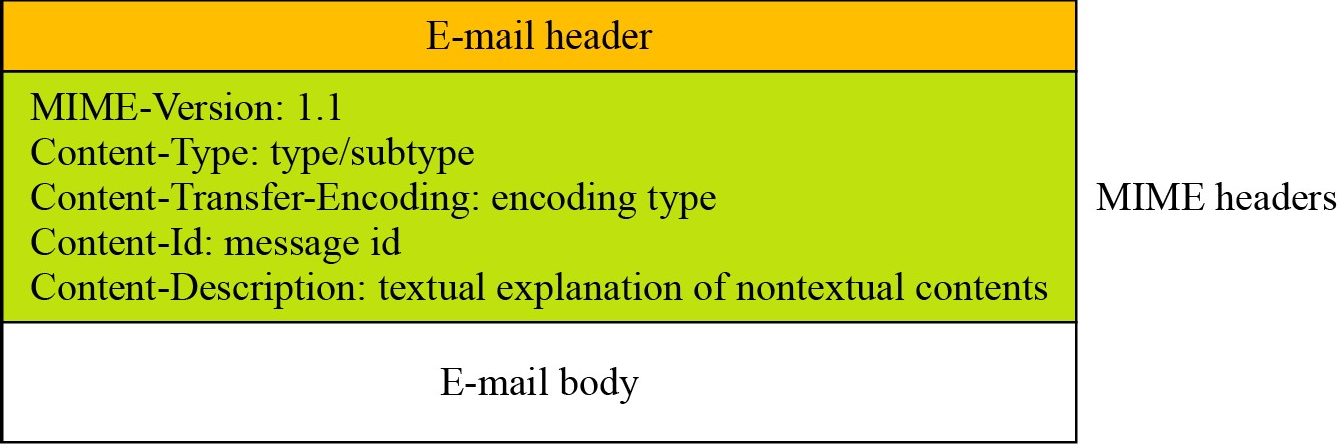 E-mail header
MIME-Version: 1.1
Content-Type: type/subtype
Content-Transfer-Encoding: encoding type
Content-Id: message id
Content-Description: textual explanation of nontextual contents
MIME headers
E-mail body